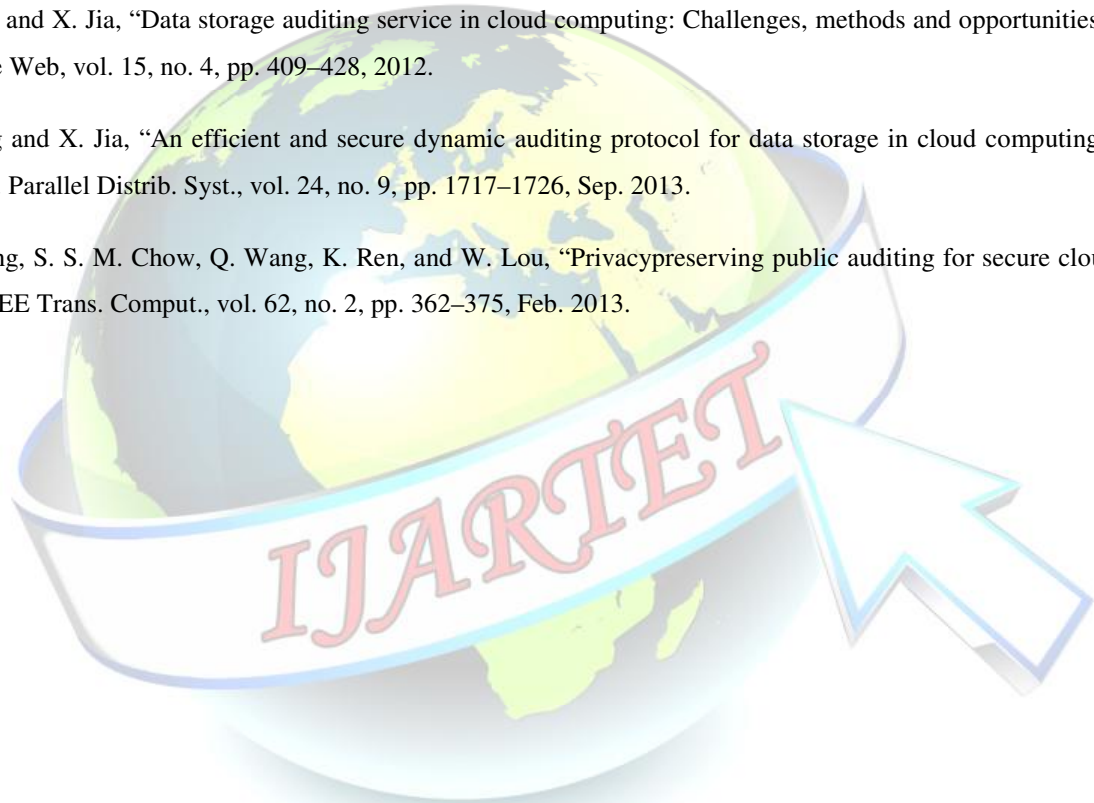 and X. Jia, “Data storage auditing service in cloud computing: Challenges, methods and opportunities
Web, vol. 15, no. 4, pp. 409–428, 2012.
and X. Jia, “An efficient and secure dynamic auditing protocol for data storage in cloud computing
Parallel Distrib. Syst., vol. 24, no. 9, pp. 1717–1726, Sep. 2013.
ng, S. S. M. Chow, Q. Wang, K. Ren, and W. Lou, “Privacypreserving public auditing for secure clou
EE Trans. Comput., vol. 62, no. 2, pp. 362–375, Feb. 2013.
IJARTET